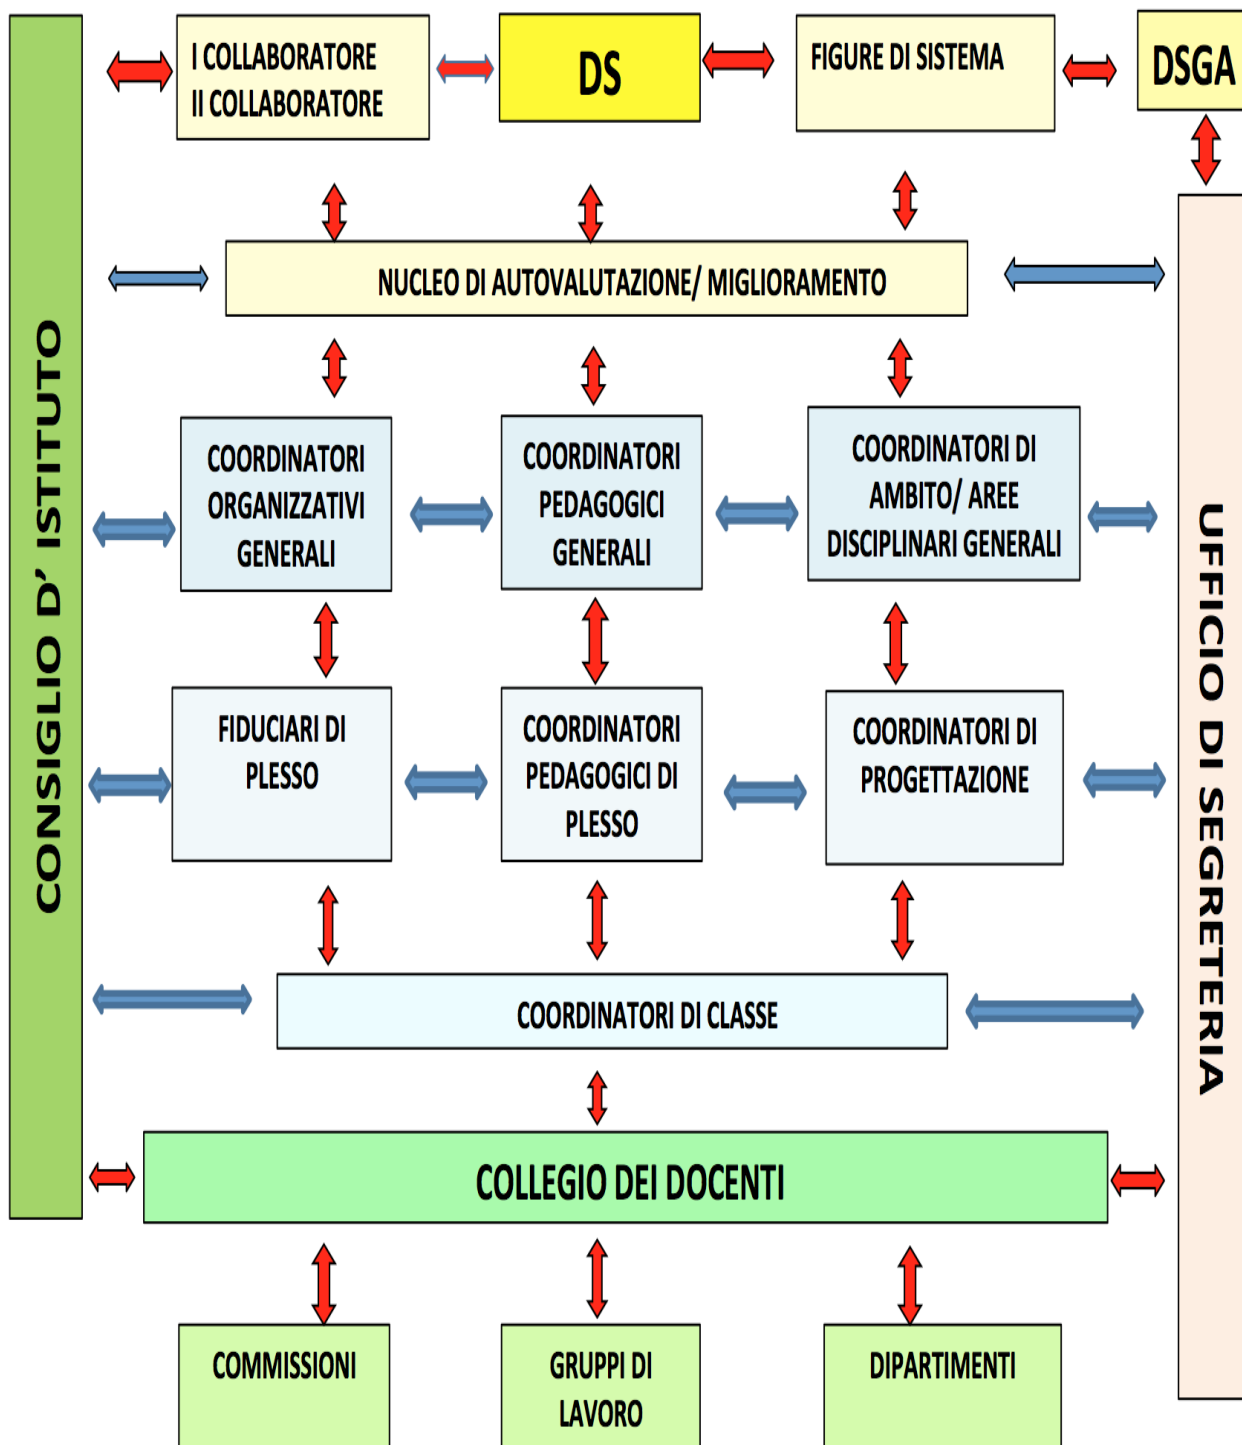 I COLLABORATORE
II COLLABORATORE
DS
FIGURE DI SISTEMA
DSGA
CONSIGLIO D' ISTITUTO
NUCLEO DI AUTOVALUTAZIONE/ MIGLIORAMENTO
UFFICIO DI SEGRETERIA
COORDINATORI
ORGANIZZATIVI
GENERALI
COORDINATORI
PEDAGOGICI
GENERALI
COORDINATORI DI
AMBITO/ AREE
DISCIPLINARI GENERALI
FIDUCIARI DI
PLESSO
COORDINATORI
PEDAGOGICI DI
PLESSO
COORDINATORI DI
PROGETTAZIONE
COORDINATORI DI CLASSE
COLLEGIO DEI DOCENTI
COMMISSIONI
GRUPPI DI
LAVORO
DIPARTIMENTI